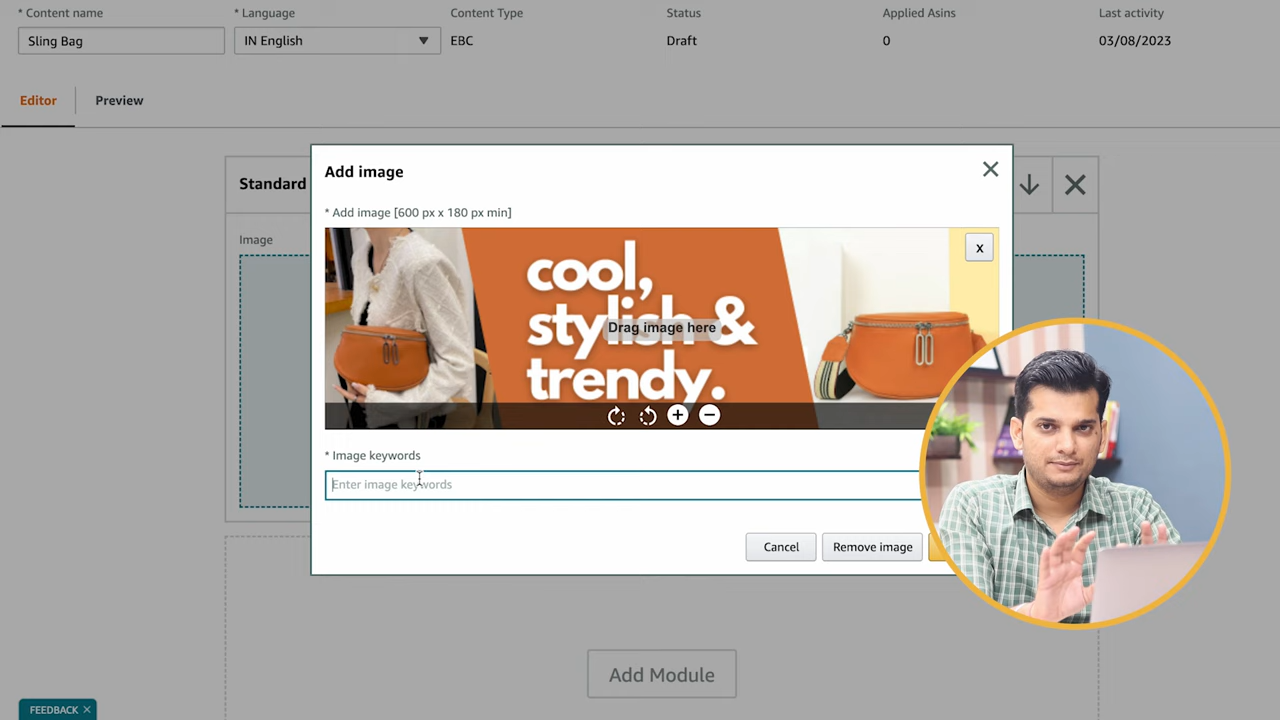 * Content name
* Language
Content Type
Status
Applied Asins
Last activity
Sling Bag
IN English
EBC
Draft
0
03/08/2023
Editor
Preview
Standard
Image
Add image
* Add image [600 px x 180 px min]
x
cool,
stylish &
trendy.
Drag image here
* Image keywords
Enter image keywords
Cancel
Remove image
Add Module
FEEDBACK